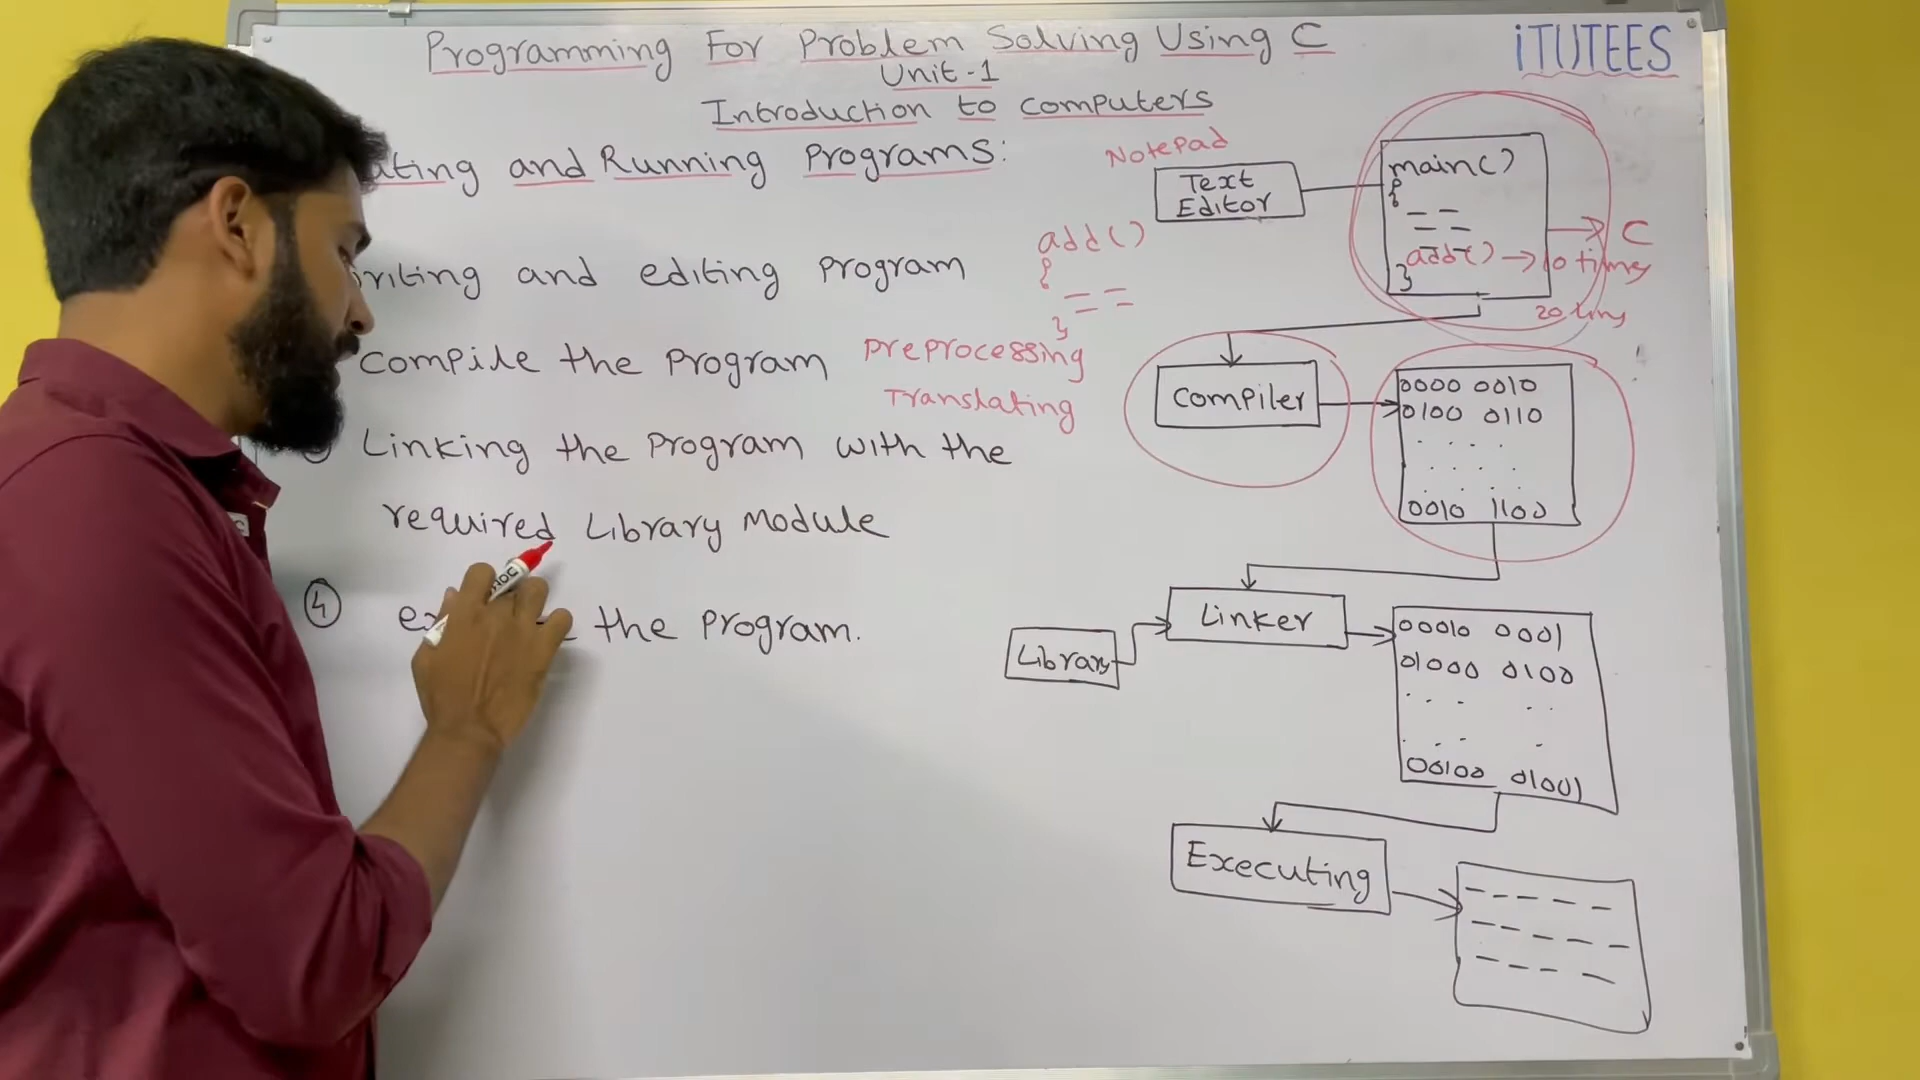 Programming For Problem Solving Using C
iTUTEES
Unit-1
Introduction to computers
ating and Running Programs:
Notepad
Text
Editor
main()
{
add()
}
→ 10 times
C
20 lins
add()
{
}
riting and editing program
compile the program
preprocessing
Translating
Compiler
0000 0010
0100 0110
0010 1100
Linking the program with the
required Library module
④ the program.
Library
Linker
00010 0001
01000 0100
00100 01001
Executing